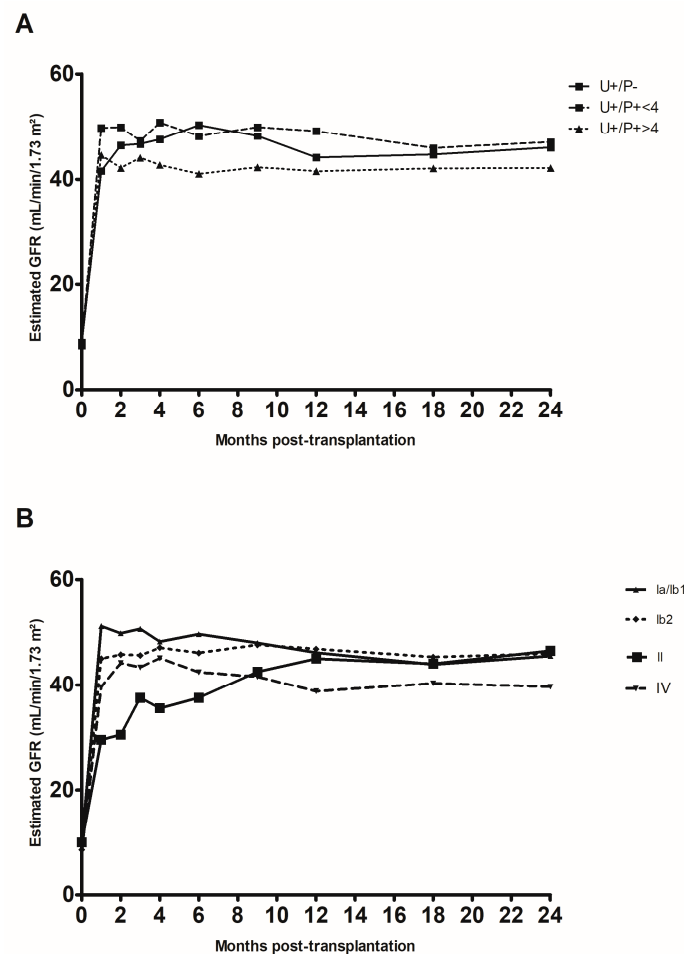 A
60
40
20
0
Estimated GFR (mL/min/1.73 m²)
0 2 4 6 8 10 12 14 16 18 20 22 24
Months post-transplantation
U+/P-
U+/P+<4
U+/P+>4
B
60
40
20
0
Estimated GFR (mL/min/1.73 m²)
0 2 4 6 8 10 12 14 16 18 20 22 24
Months post-transplantation
Ia/Ib1
Ib2
II
IV